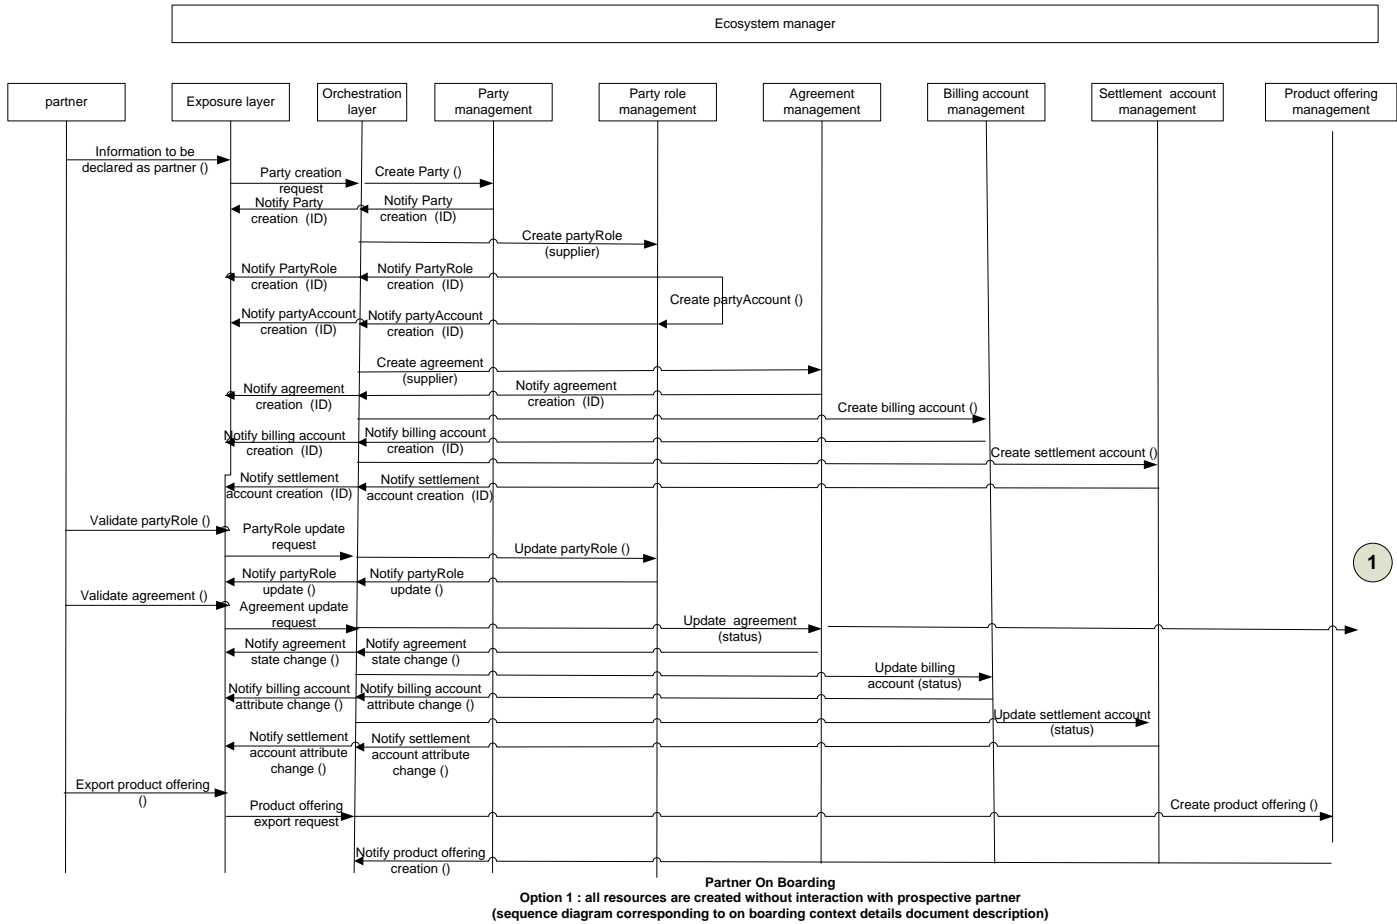 Ecosystem manager
partner
Exposure layer
Orchestration
layer
Party
management
Party role
management
Agreement
management
Billing account
management
Settlement account
management
Product offering
management
Information to be
declared as partner ()
Party creation
request
Create Party ()
Notify Party
creation (ID)
Notify Party
creation (ID)
Create partyRole
(supplier)
Notify PartyRole
creation (ID)
Notify PartyRole
creation (ID)
Create partyAccount ()
Notify partyAccount
creation (ID)
Notify partyAccount
creation (ID)
Create agreement
(supplier)
Notify agreement
creation (ID)
Notify agreement
creation (ID)
Create billing account ()
Notify billing account
creation (ID)
Notify billing account
creation (ID)
Create settlement account ()
Notify settlement
account creation (ID)
Notify settlement
account creation (ID)
Validate partyRole ()
PartyRole update
request
Update partyRole ()
1
Notify partyRole
update ()
Notify partyRole
update ()
Validate agreement ()
Agreement update
request
Update agreement
(status)
Notify agreement
state change ()
Notify agreement
state change ()
Update billing
account (status)
Notify billing account
attribute change ()
Notify billing account
attribute change ()
Update settlement account
(status)
Notify settlement
account attribute
change ()
Notify settlement
account attribute
change ()
Export product offering
()
Product offering
export request
Create product offering ()
Notify product offering
creation ()
Partner On Boarding
Option 1 : all resources are created without interaction with prospective partner
(sequence diagram corresponding to on boarding context details document description)